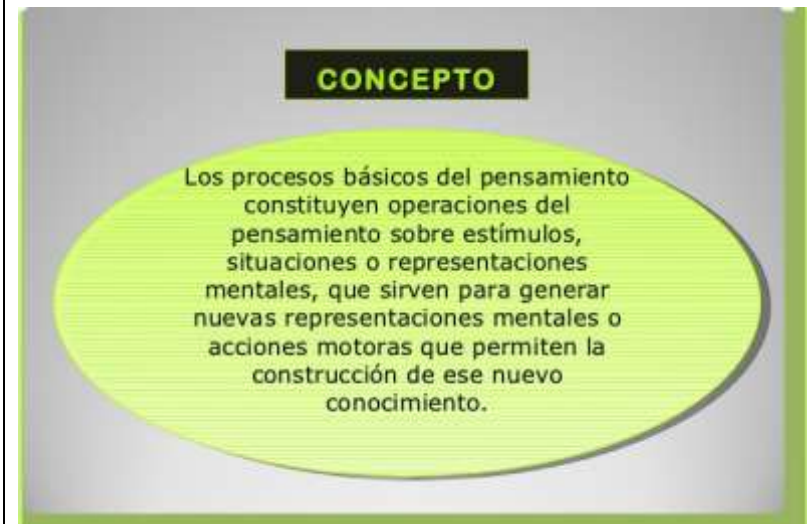 CONCEPTO
Los procesos básicos del pensamiento
constituyen operaciones del
pensamiento sobre estímulos,
situaciones o representaciones
mentales, que sirven para generar
nuevas representaciones mentales o
acciones motoras que permiten la
construcción de ese nuevo
conocimiento.